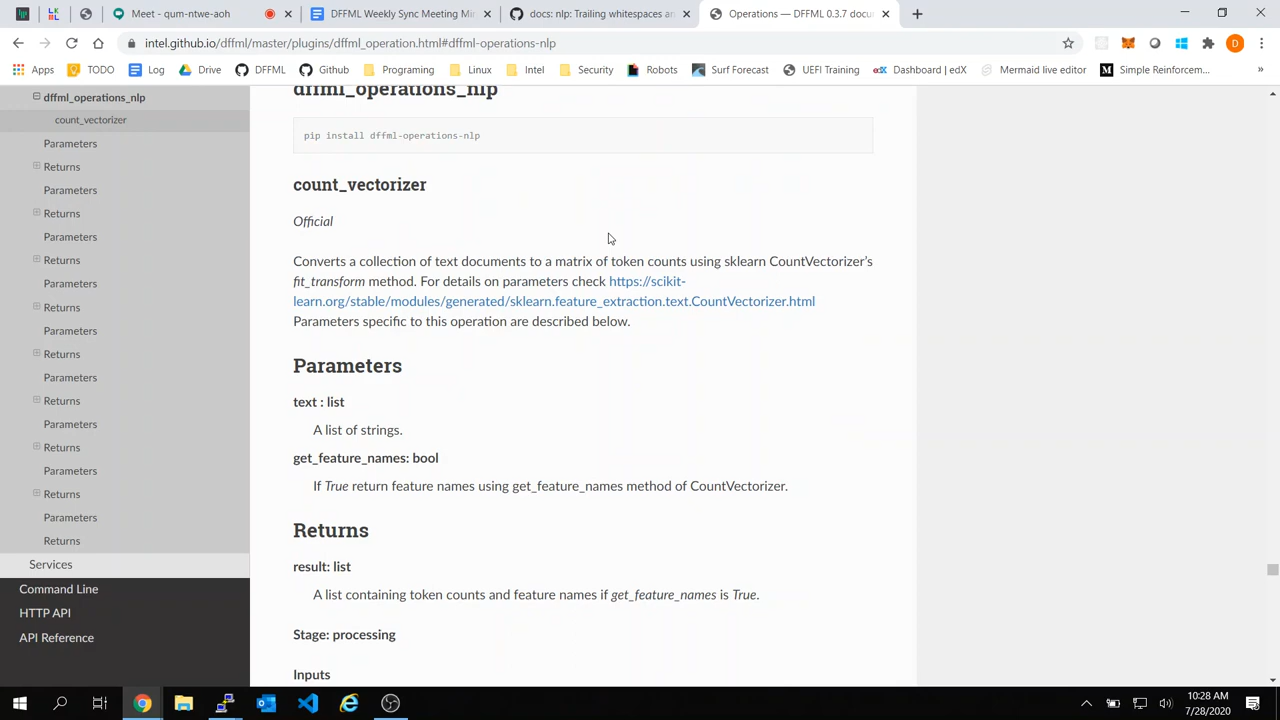 Meet - qum-ntwe-aoh
DFFML Weekly Sync Meeting Mi
docs: nlp: Trailing whitespaces an
Operations — DFFML 0.3.7 docu
intel.github.io/dffml/master/plugins/dffml_operation.html#dffml-operations-nlp
D
Apps
TODO
Log
Drive
DFFML
Github
Programing
Linux
Intel
Security
Robots
Surf Forecast
UEFI Training
Dashboard | edX
Mermaid live editor
Simple Reinforcem...
»
dffml_operations_nlp
count_vectorizer
Parameters
Returns
Parameters
Returns
Parameters
Returns
Parameters
Returns
Parameters
Returns
Parameters
Returns
Parameters
Returns
Parameters
Returns
Parameters
Returns
Services
Command Line
HTTP API
API Reference
dffml_operations_nlp
pip install dffml-operations-nlp
count_vectorizer
Official
Converts a collection of text documents to a matrix of token counts using sklearn CountVectorizer's
fit_transform method. For details on parameters check https://scikit-
learn.org/stable/modules/generated/sklearn.feature_extraction.text.CountVectorizer.html
Parameters specific to this operation are described below.
Parameters
text : list
A list of strings.
get_feature_names: bool
If True return feature names using get_feature_names method of CountVectorizer.
Returns
result: list
A list containing token counts and feature names if get_feature_names is True.
Stage: processing
Inputs
10:28 AM
7/28/2020